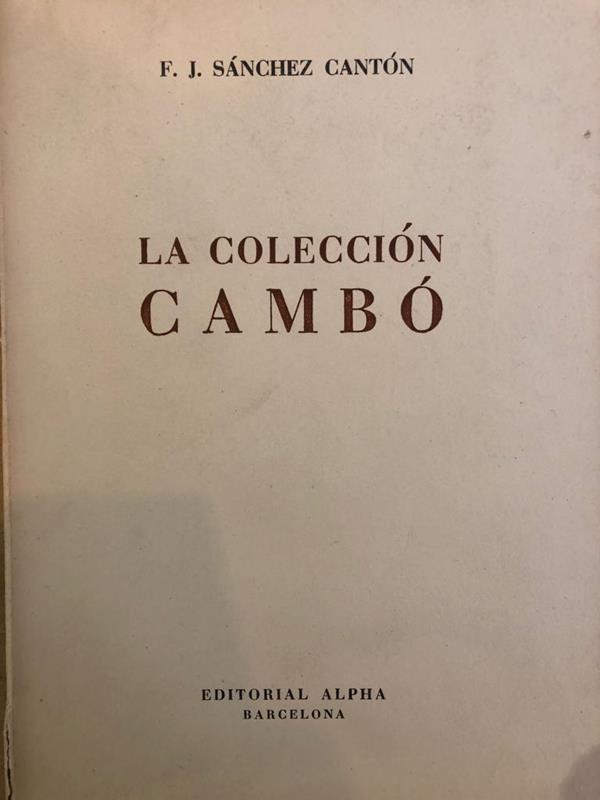 F. J. SÁNCHEZ CANTÓN
LA COLECCIÓN
CAMBÓ
EDITORIAL ALPHA
BARCELONA